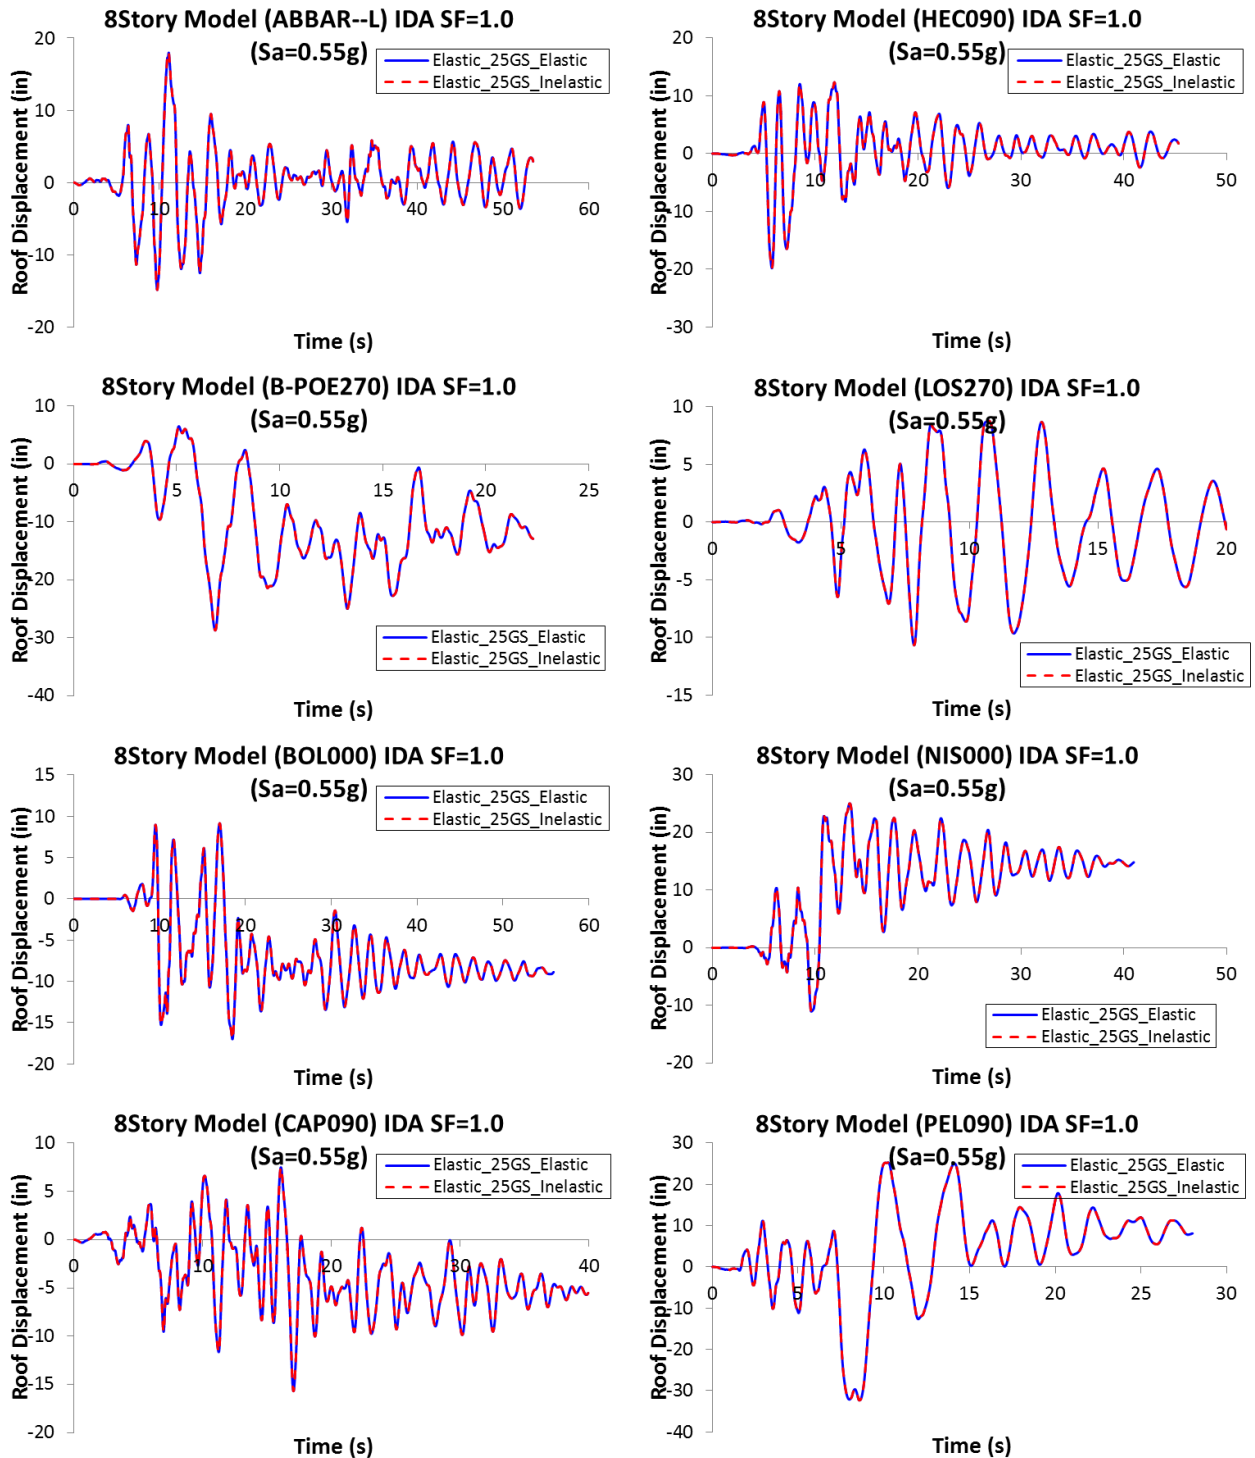 8Story Model (ABBAR--L) IDA SF=1.0
(Sa=0.55g)
Elastic_25GS_Elastic
Elastic_25GS_Inelastic
Roof Displacement (in)
20
10
0
-10
-20
0 10 20 30 40 50 60
Time (s)
8Story Model (HEC090) IDA SF=1.0
(Sa=0.55g)
Elastic_25GS_Elastic
Elastic_25GS_Inelastic
Roof Displacement (in)
20
10
0
-10
-20
-30
0 10 20 30 40 50
Time (s)
8Story Model (B-POE270) IDA SF=1.0
(Sa=0.55g)
Roof Displacement (in)
10
0
-10
-20
-30
-40
0 5 10 15 20 25
Elastic_25GS_Elastic
Elastic_25GS_Inelastic
Time (s)
8Story Model (LOS270) IDA SF=1.0
(Sa=0.55g)
Roof Displacement (in)
10
5
0
-5
-10
-15
0 5 10 15 20
Elastic_25GS_Elastic
Elastic_25GS_Inelastic
Time (s)
8Story Model (BOL000) IDA SF=1.0
(Sa=0.55g)
Elastic_25GS_Elastic
Elastic_25GS_Inelastic
Roof Displacement (in)
15
10
5
0
-5
-10
-15
-20
0 10 20 30 40 50 60
Time (s)
8Story Model (NIS000) IDA SF=1.0
(Sa=0.55g)
Roof Displacement (in)
30
20
10
0
-10
-20
0 10 20 30 40 50
Elastic_25GS_Elastic
Elastic_25GS_Inelastic
Time (s)
8Story Model (CAP090) IDA SF=1.0
(Sa=0.55g)
Elastic_25GS_Elastic
Elastic_25GS_Inelastic
Roof Displacement (in)
10
5
0
-5
-10
-15
-20
0 10 20 30 40
Time (s)
8Story Model (PEL090) IDA SF=1.0
(Sa=0.55g)
Elastic_25GS_Elastic
Elastic_25GS_Inelastic
Roof Displacement (in)
30
20
10
0
-10
-20
-30
-40
0 5 10 15 20 25 30
Time (s)